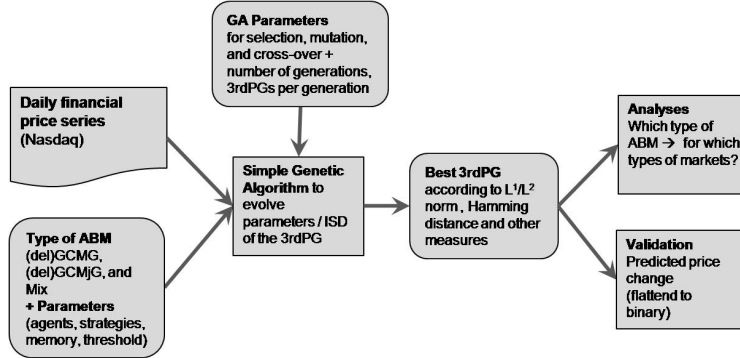 GA Parameters
for selection, mutation,
and cross-over +
number of generations,
3rdPGs per generation
Daily financial
price series
(Nasdaq)
Simple Genetic
Algorithm to
evolve
parameters / ISD
of the 3rdPG
Type of ABM
(del)GCMG,
(del)GCMjG, and
Mix
+ Parameters
(agents, strategies,
memory, threshold)
Best 3rdPG
according to L¹/L²
norm , Hamming
distance and other
measures
Analyses
Which type of
ABM → for which
types of markets?
Validation
Predicted price
change
(flattend to
binary)